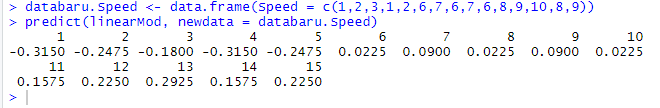 > databaru.Speed <- data.frame(Speed = c(1,2,3,1,2,6,7,6,7,6,8,9,10,8,9))
> predict(linearMod, newdata = databaru.Speed)
1 2 3 4 5 6 7 8 9 10
-0.3150 -0.2475 -0.1800 -0.3150 -0.2475 0.0225 0.0900 0.0225 0.0900 0.0225
11 12 13 14 15
0.1575 0.2250 0.2925 0.1575 0.2250
>